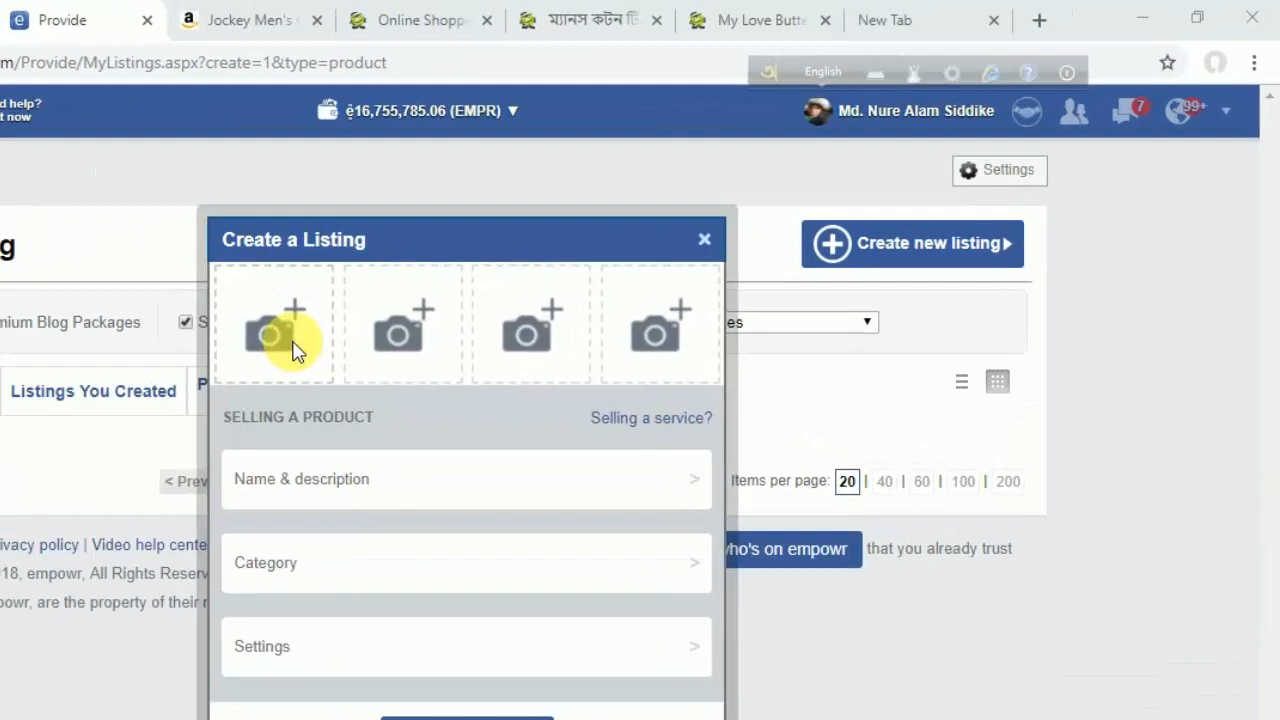 Provide
Jockey Men's
Online Shopp
ম্যানস কটন টি
My Love Butte
New Tab
m/Provide/MyListings.aspx?create=1&type=product
English
d help?
t now
ē16,755,785.06 (EMPR) ▼
Md. Nure Alam Siddike
7
99+
Settings
g
Create a Listing
Create new listing
mium Blog Packages
S
es
Listings You Created
P
SELLING A PRODUCT
Selling a service?
Name & description >
< Prev
Items per page: 20 | 40 | 60 | 100 | 200
ivacy policy | Video help cente
ho's on empowr
that you already trust
Category >
18, empowr, All Rights Reserv
owr, are the property of their r
Settings >